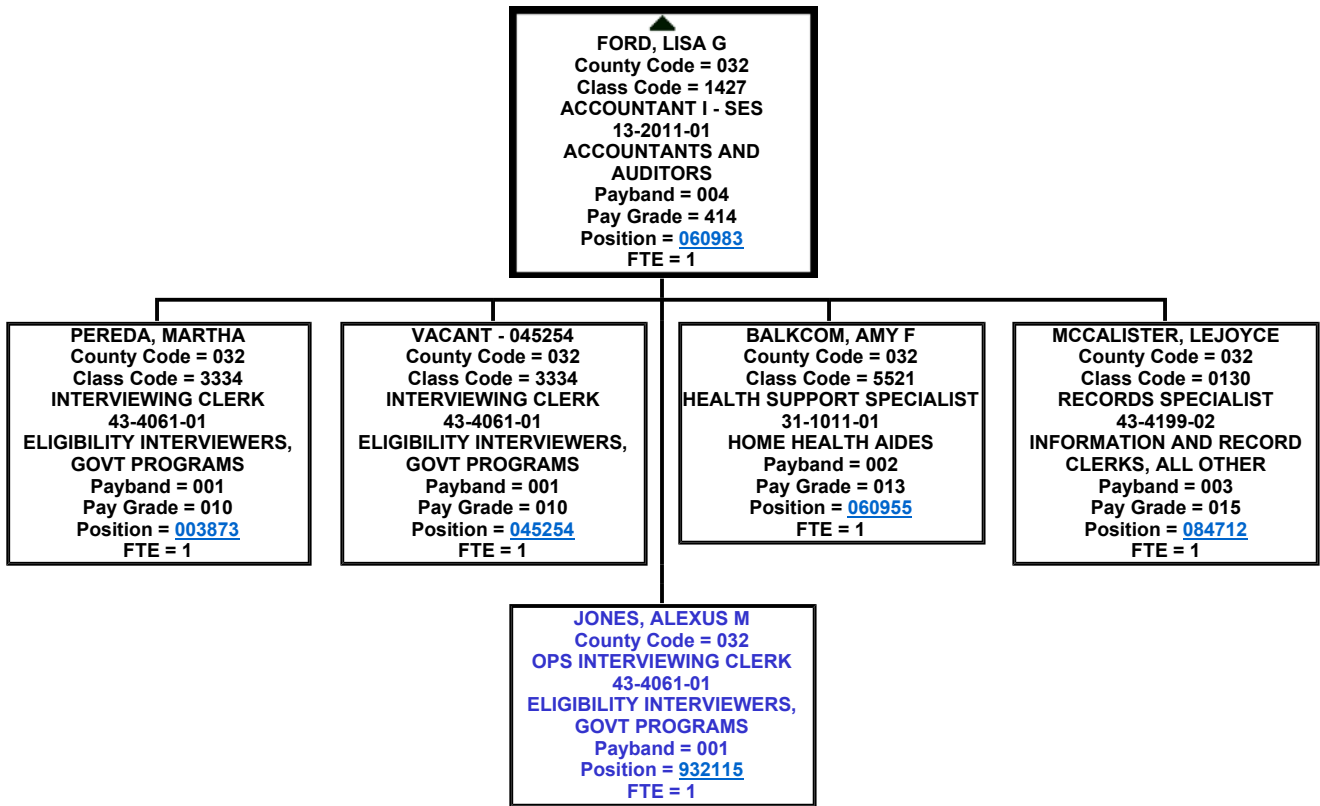 FORD, LISA G
County Code = 032
Class Code = 1427
ACCOUNTANT I - SES
13-2011-01
ACCOUNTANTS AND
AUDITORS
Payband = 004
Pay Grade = 414
Position = 060983
FTE = 1
PEREDA, MARTHA
County Code = 032
Class Code = 3334
INTERVIEWING CLERK
43-4061-01
ELIGIBILITY INTERVIEWERS,
GOVT PROGRAMS
Payband = 001
Pay Grade = 010
Position = 003873
FTE = 1
VACANT - 045254
County Code = 032
Class Code = 3334
INTERVIEWING CLERK
43-4061-01
ELIGIBILITY INTERVIEWERS,
GOVT PROGRAMS
Payband = 001
Pay Grade = 010
Position = 045254
FTE = 1
BALKCOM, AMY F
County Code = 032
Class Code = 5521
HEALTH SUPPORT SPECIALIST
31-1011-01
HOME HEALTH AIDES
Payband = 002
Pay Grade = 013
Position = 060955
FTE = 1
MCCALISTER, LEJOYCE
County Code = 032
Class Code = 0130
RECORDS SPECIALIST
43-4199-02
INFORMATION AND RECORD
CLERKS, ALL OTHER
Payband = 003
Pay Grade = 015
Position = 084712
FTE = 1
JONES, ALEXUS M
County Code = 032
OPS INTERVIEWING CLERK
43-4061-01
ELIGIBILITY INTERVIEWERS,
GOVT PROGRAMS
Payband = 001
Position = 932115
FTE = 1